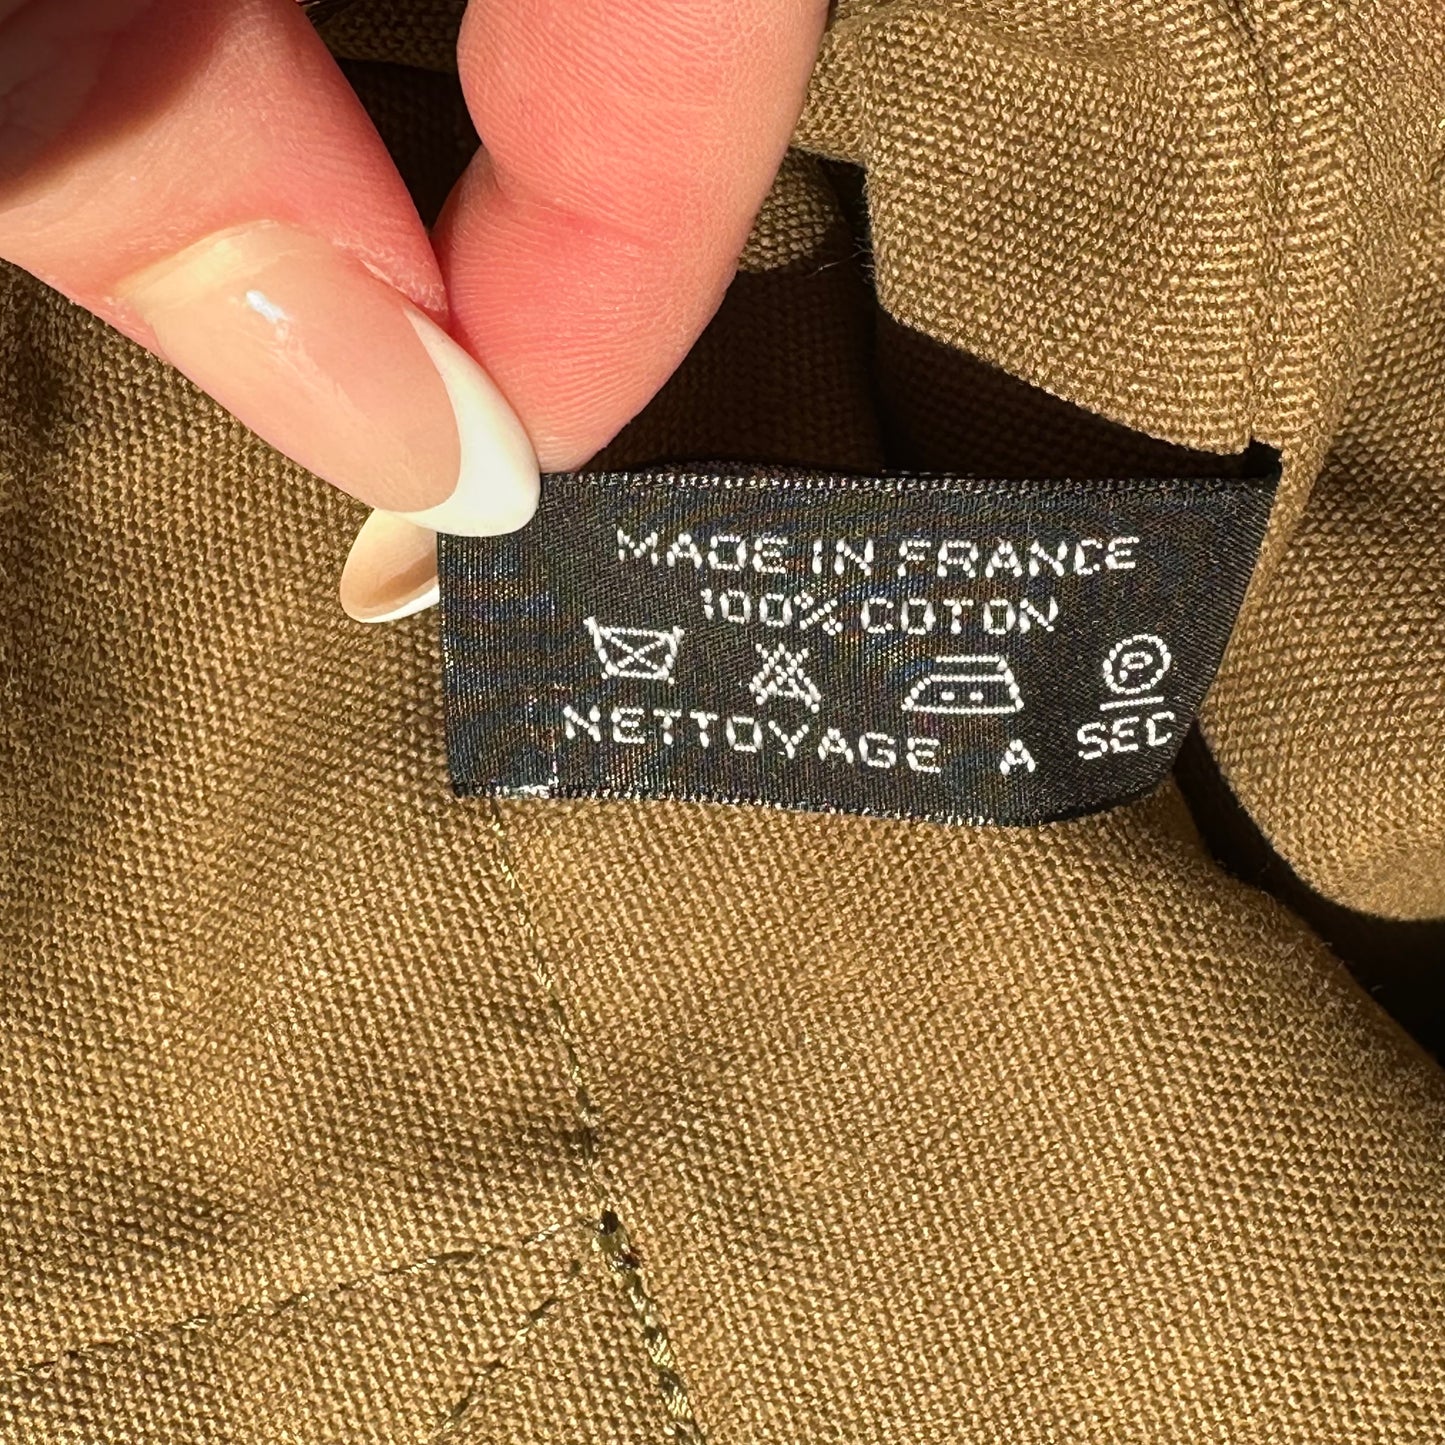 MADE IN FRANCE
100% COTON
P
NETTOYAGE A SEC